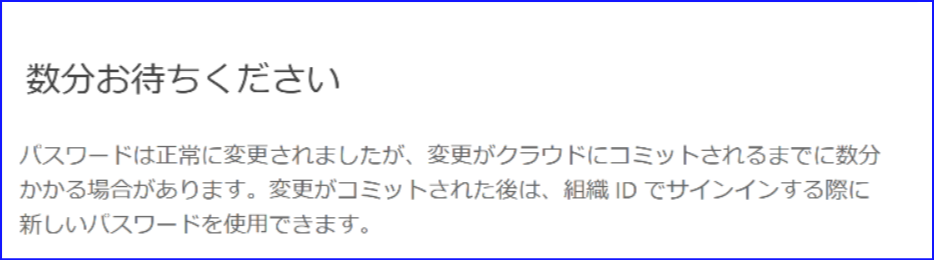 数分お待ちください
パスワードは正常に変更されましたが、変更がクラウドにコミットされるまでに数分
かかる場合があります。変更がコミットされた後は、組織 ID でサインインする際に
新しいパスワードを使用できます。